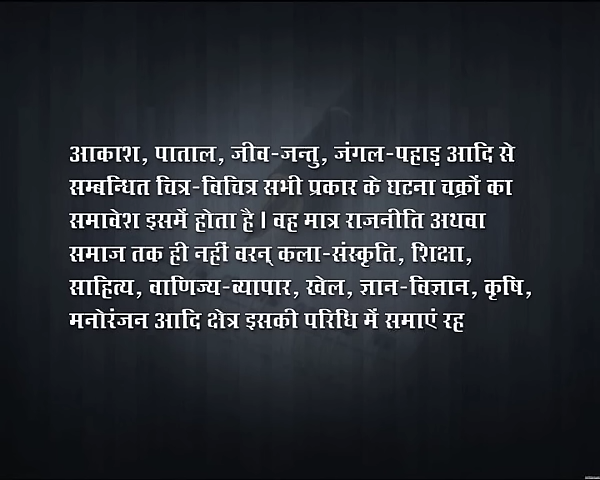 आकाश, पाताल, जीव-जन्तु, जंगल-पहाड़ आदि से
सम्बन्धित चित्र-विचित्र सभी प्रकार के घटना चक्रों का
समावेश इसमें होता है । वह मात्र राजनीति अथवा
समाज तक ही नहीं वरन् कला-संस्कृति, शिक्षा,
साहित्य, वाणिज्य-व्यापार, खेल, ज्ञान-विज्ञान, कृषि,
मनोरंजन आदि क्षेत्र इसकी परिधि में समाएं रह